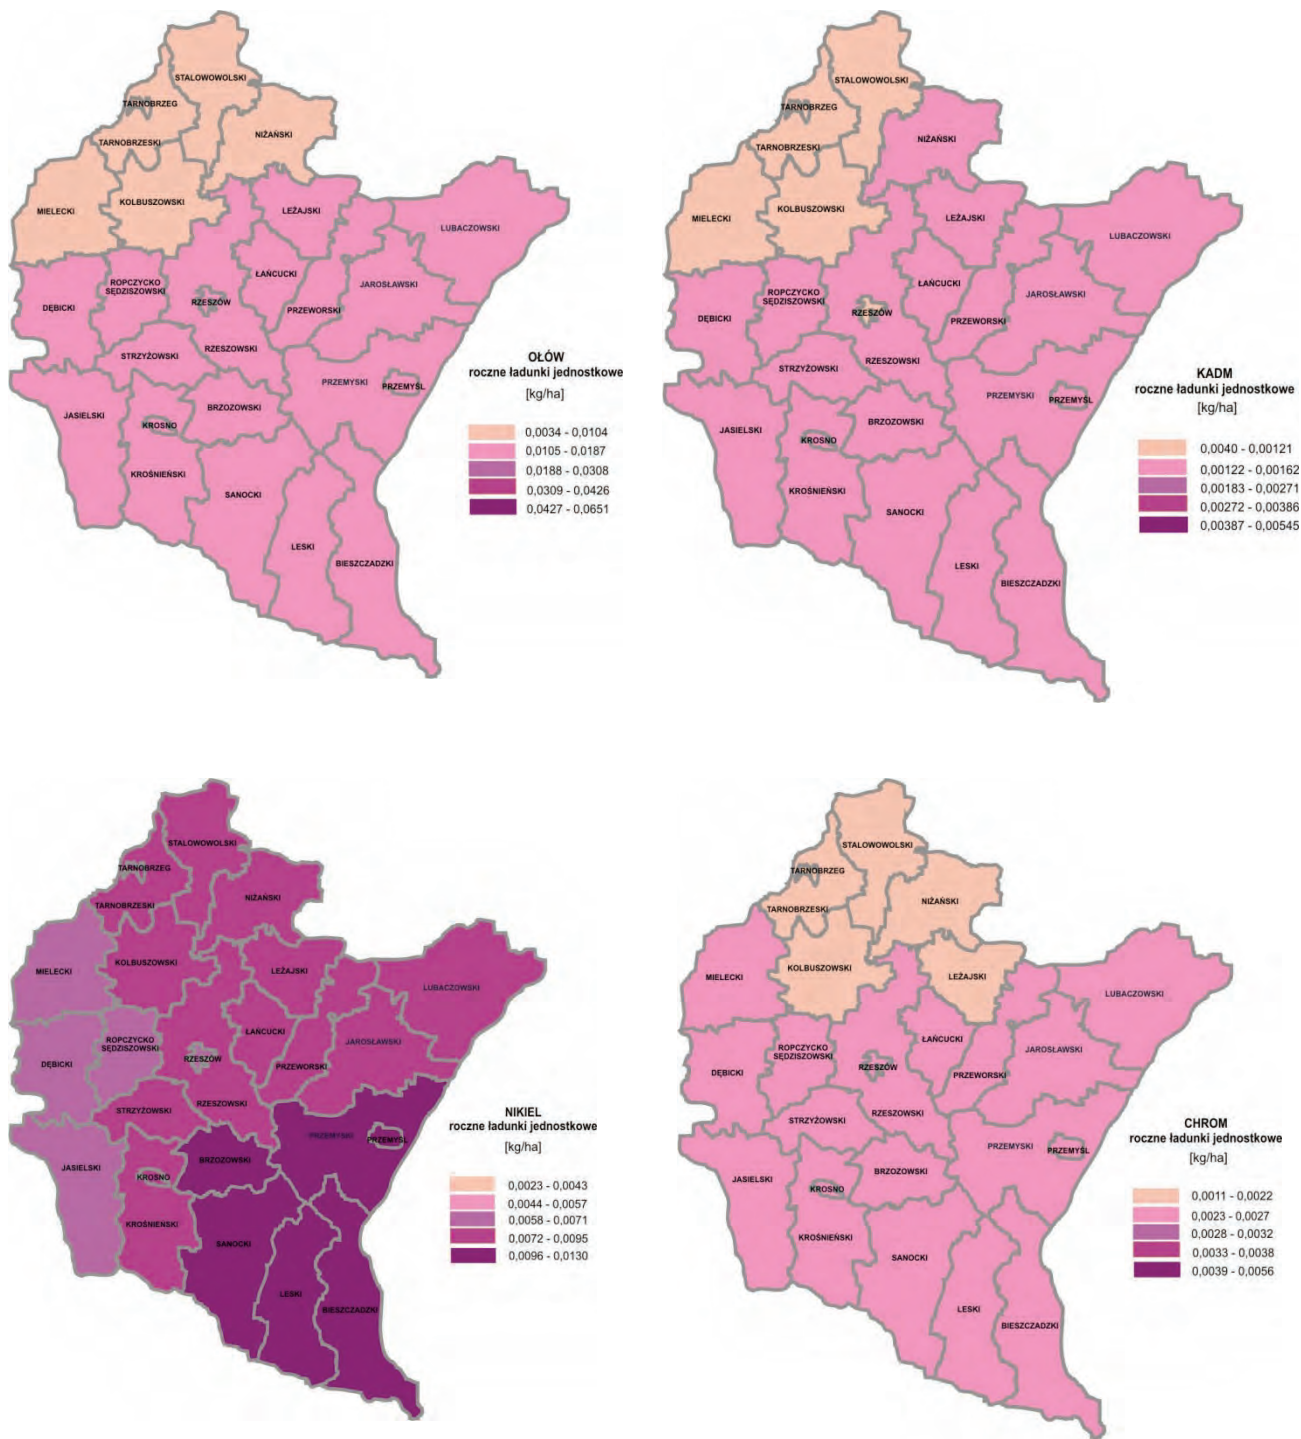 STALOWOWOLSKI
TARNOBRZEG
NIŻAŃSKI
TARNOBRZESKI
KOLBUSZOWSKI
MIELECKI
LEŻAJSKI
LUBACZOWSKI
ŁAŃCUCKI
ROPCZYCKO
SĘDZISZOWSKI
JAROSŁAWSKI
RZESZÓW
DĘBICKI
PRZEWORSKI
RZESZOWSKI
STRZYŻOWSKI
PRZEMYSKI
PRZEMYŚL
BRZOZOWSKI
JASIELSKI
KROSNO
KROŚNIEŃSKI
SANOCKI
LESKI
BIESZCZADZKI
OŁÓW
roczne ładunki jednostkowe
[kg/ha]
0,0034 - 0,0104
0,0105 - 0,0187
0,0188 - 0,0308
0,0309 - 0,0426
0,0427 - 0,0651
STALOWOWOLSKI
TARNOBRZEG
NIŻAŃSKI
TARNOBRZESKI
KOLBUSZOWSKI
MIELECKI
LEŻAJSKI
LUBACZOWSKI
ŁAŃCUCKI
ROPCZYCKO
SĘDZISZOWSKI
JAROSŁAWSKI
RZESZÓW
DĘBICKI
PRZEWORSKI
RZESZOWSKI
STRZYŻOWSKI
PRZEMYSKI
PRZEMYŚL
BRZOZOWSKI
JASIELSKI
KROSNO
KROŚNIEŃSKI
SANOCKI
LESKI
BIESZCZADZKI
KADM
roczne ładunki jednostkowe
[kg/ha]
0,0040 - 0,00121
0,00122 - 0,00162
0,00183 - 0,00271
0,00272 - 0,00386
0,00387 - 0,00545
STALOWOWOLSKI
TARNOBRZEG
NIŻAŃSKI
TARNOBRZESKI
KOLBUSZOWSKI
MIELECKI
LEŻAJSKI
LUBACZOWSKI
ŁAŃCUCKI
ROPCZYCKO
SĘDZISZOWSKI
JAROSŁAWSKI
RZESZÓW
DĘBICKI
PRZEWORSKI
RZESZOWSKI
STRZYŻOWSKI
PRZEMYSKI
PRZEMYŚL
BRZOZOWSKI
JASIELSKI
KROSNO
KROŚNIEŃSKI
SANOCKI
LESKI
BIESZCZADZKI
NIKIEL
roczne ładunki jednostkowe
[kg/ha]
0,0023 - 0,0043
0,0044 - 0,0057
0,0058 - 0,0071
0,0072 - 0,0095
0,0096 - 0,0130
STALOWOWOLSKI
TARNOBRZEG
NIŻAŃSKI
TARNOBRZESKI
KOLBUSZOWSKI
MIELECKI
LEŻAJSKI
LUBACZOWSKI
ŁAŃCUCKI
ROPCZYCKO
SĘDZISZOWSKI
JAROSŁAWSKI
RZESZÓW
DĘBICKI
PRZEWORSKI
RZESZOWSKI
STRZYŻOWSKI
PRZEMYSKI
PRZEMYŚL
BRZOZOWSKI
JASIELSKI
KROSNO
KROŚNIEŃSKI
SANOCKI
LESKI
BIESZCZADZKI
CHROM
roczne ładunki jednostkowe
[kg/ha]
0,0011 - 0,0022
0,0023 - 0,0027
0,0028 - 0,0032
0,0033 - 0,0038
0,0039 - 0,0056